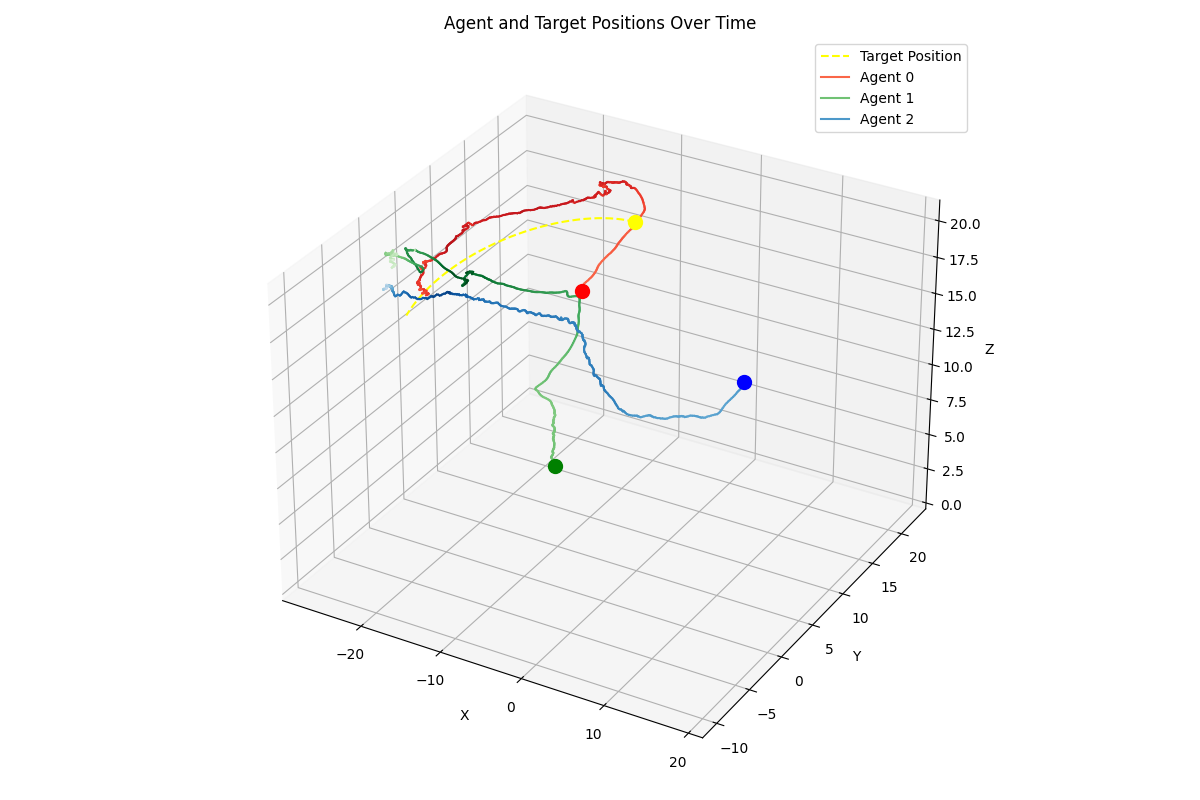 Agent and Target Positions Over Time
Target Position
Agent 0
Agent 1
Agent 2
20.0
17.5
15.0
Z
12.5
10.0
7.5
5.0
2.5
0.0
20
15
10
5
Y
0
−5
−10
−20
−10
0
X
10
20